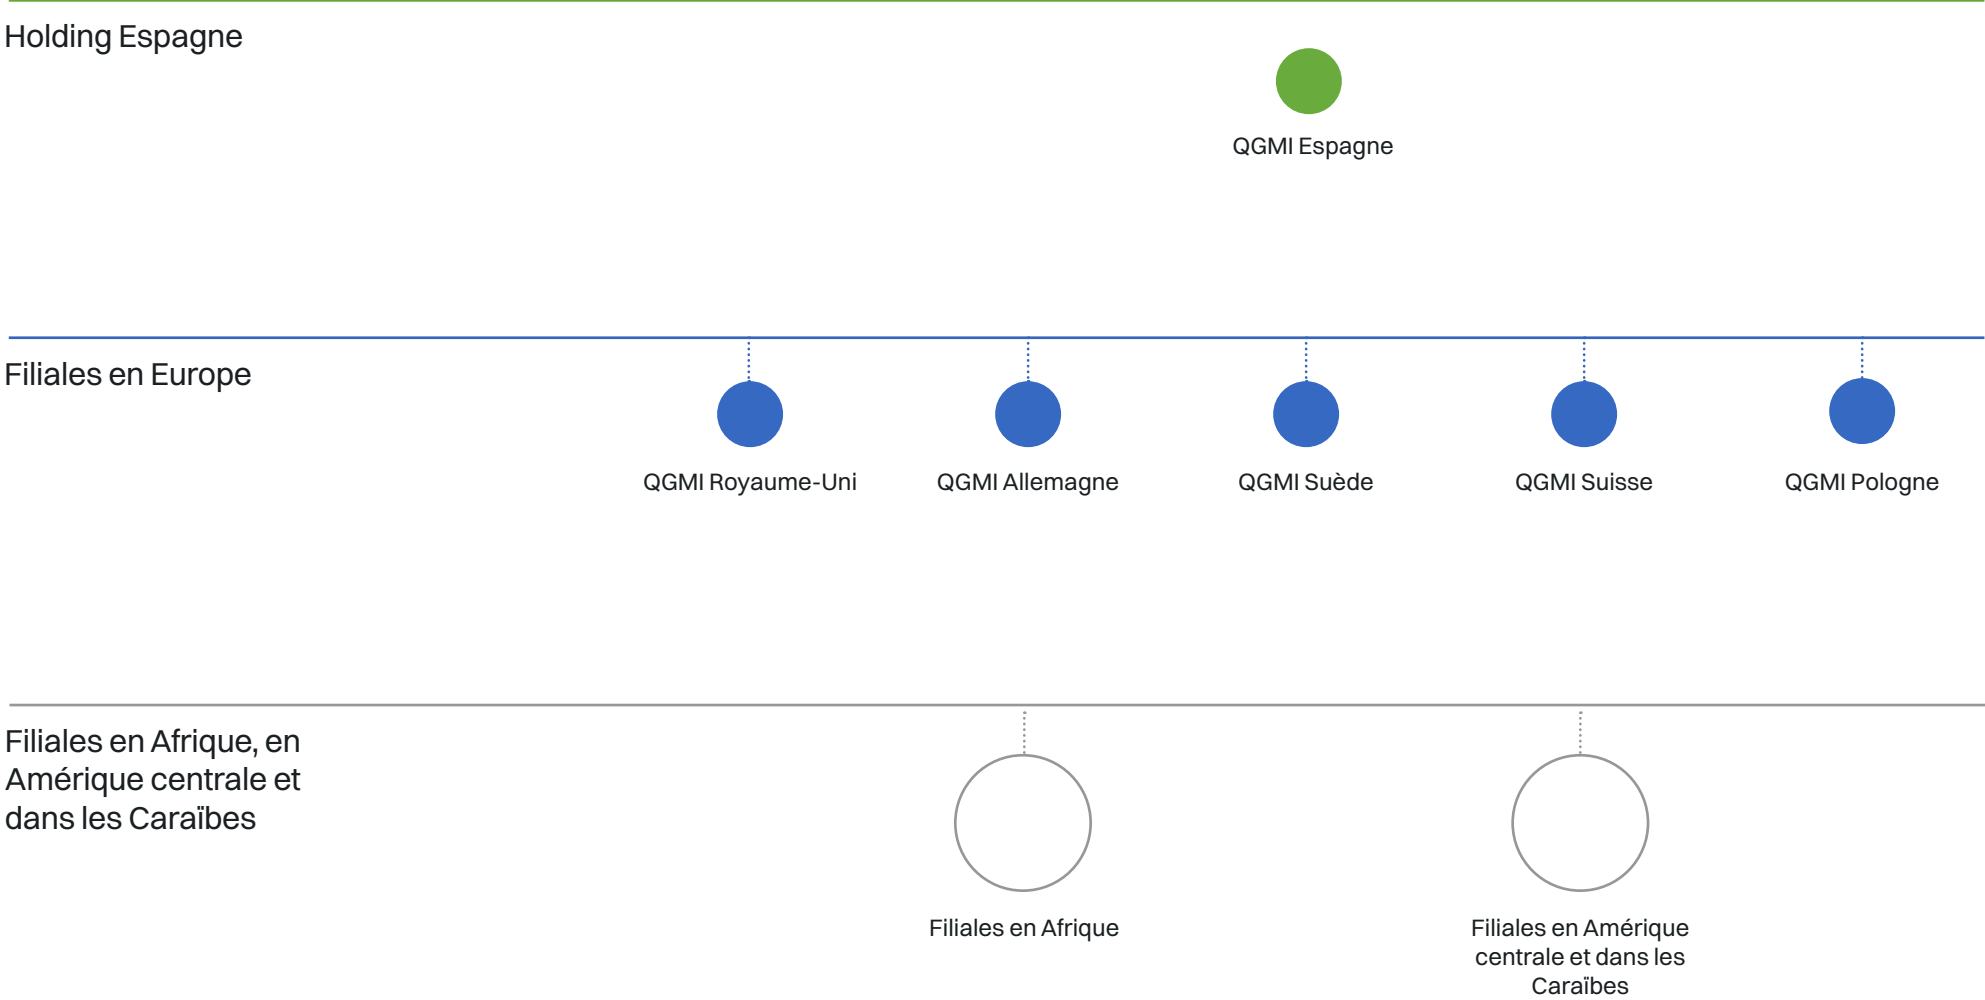 Holding Espagne
QGMI Espagne
Filiales en Europe
QGMI Royaume-Uni
QGMI Allemagne
QGMI Suède
QGMI Suisse
QGMI Pologne
Filiales en Afrique, en
Amérique centrale et
dans les Caraïbes
Filiales en Afrique
Filiales en Amérique
centrale et dans les
Caraïbes